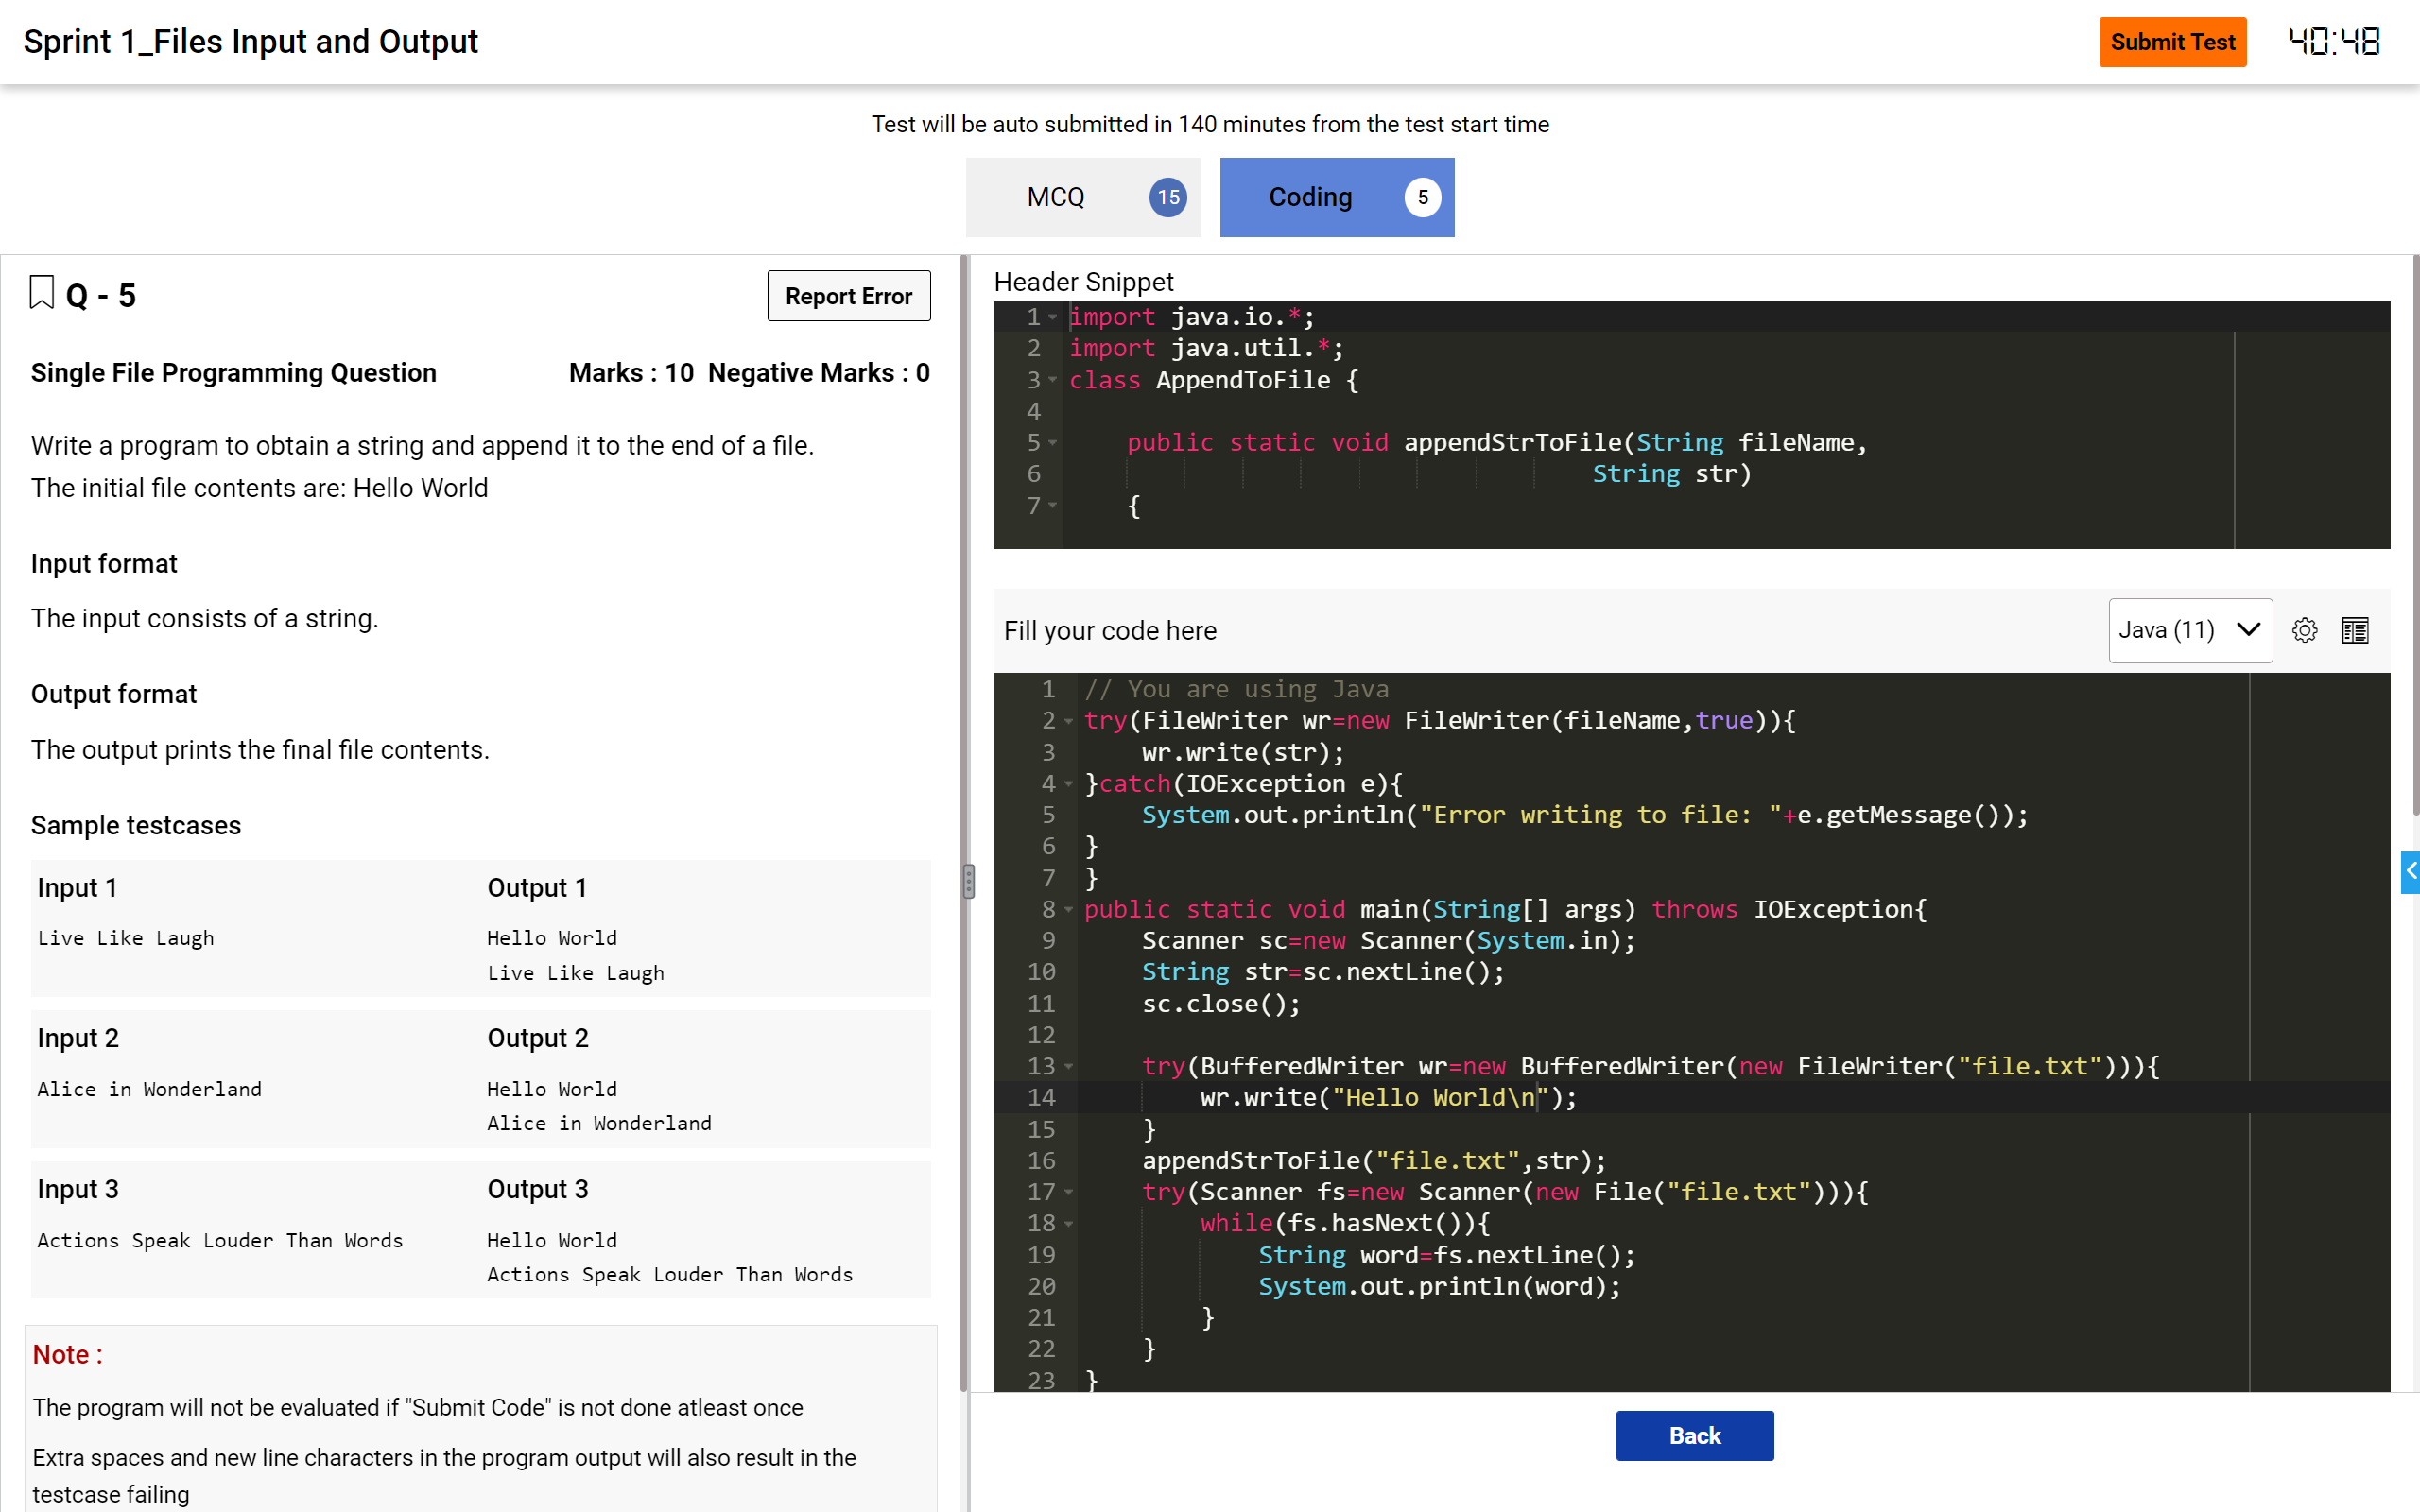 Sprint 1_Files Input and Output
Submit Test
40:48
Test will be auto submitted in 140 minutes from the test start time
MCQ 15
Coding 5
Q - 5
Report Error
Single File Programming Question
Marks : 10 Negative Marks : 0
Write a program to obtain a string and append it to the end of a file.
The initial file contents are: Hello World
Input format
The input consists of a string.
Output format
The output prints the final file contents.
Sample testcases
Input 1
Output 1
Live Like Laugh
Hello World
Live Like Laugh
Input 2
Output 2
Alice in Wonderland
Hello World
Alice in Wonderland
Input 3
Output 3
Actions Speak Louder Than Words
Hello World
Actions Speak Louder Than Words
Note :
The program will not be evaluated if "Submit Code" is not done atleast once
Extra spaces and new line characters in the program output will also result in the
testcase failing
Header Snippet
1 import java.io.*;
2 import java.util.*;
3 class AppendToFile {
4
5     public static void appendStrToFile(String fileName,
6                                     String str)
7     {
Fill your code here
Java (11)
1 // You are using Java
2 try(FileWriter wr=new FileWriter(fileName,true)){
3     wr.write(str);
4 }catch(IOException e){
5     System.out.println("Error writing to file: "+e.getMessage());
6 }
7 }
8 public static void main(String[] args) throws IOException{
9     Scanner sc=new Scanner(System.in);
10     String str=sc.nextLine();
11     sc.close();
12
13     try(BufferedWriter wr=new BufferedWriter(new FileWriter("file.txt"))){
14         wr.write("Hello World\n");
15     }
16     appendStrToFile("file.txt",str);
17     try(Scanner fs=new Scanner(new File("file.txt"))){
18         while(fs.hasNext()){
19             String word=fs.nextLine();
20             System.out.println(word);
21         }
22     }
23 }
Back